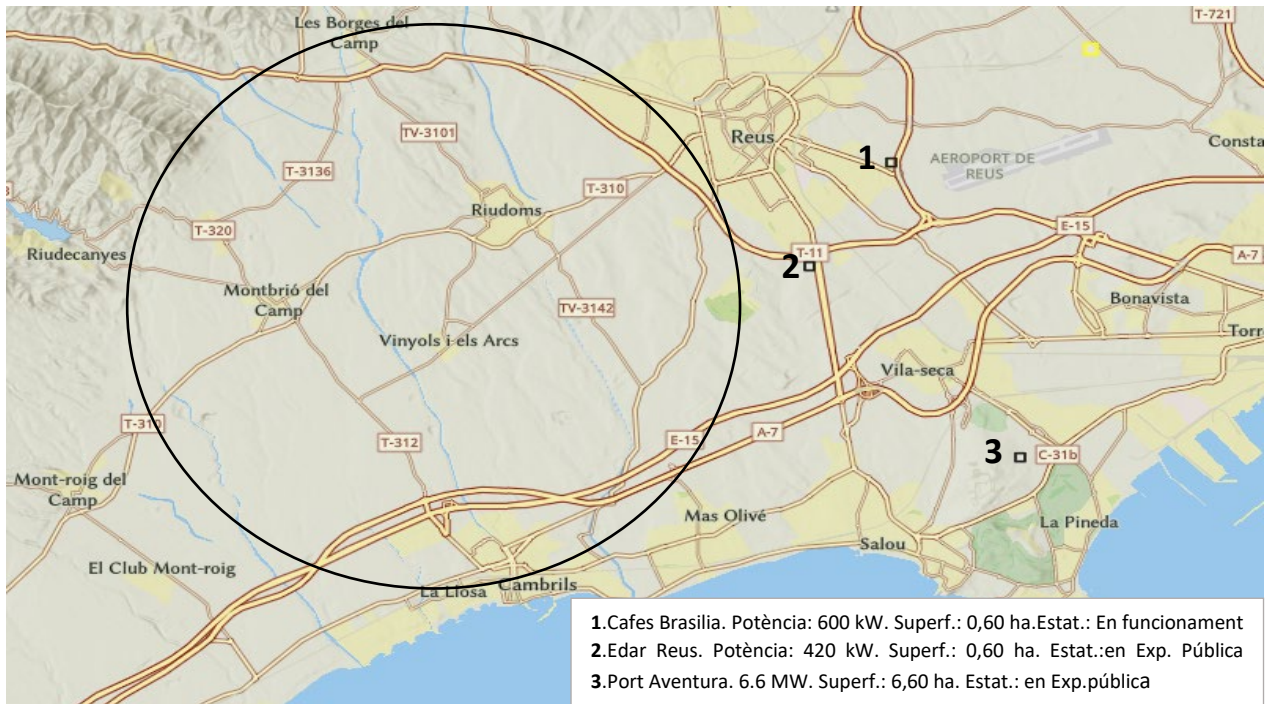 Les Borges del
Camp
T-721
TV-3101
Reus
1
AEROPORT DE
REUS
Consta
T-3136
T-310
3
Riudoms
T-320
E-15
Riudecanyes
T-11
A-7
2
Montbrió del
Camp
TV-3142
Bonavista
Vinyols i els Arcs
Torre
Vila-seca
T-310
A-7
T-312
E-15
3
C-31b
Mont-roig del
Camp
Mas Olivé
La Pineda
Salou
El Club Mont-roig
La Llosa
Cambrils
1.Cafes Brasilia. Potència: 600 kW. Superf.: 0,60 ha.Estat.: En funcionament
2.Edar Reus. Potència: 420 kW. Superf.: 0,60 ha. Estat.:en Exp. Pública
3.Port Aventura. 6.6 MW. Superf.: 6,60 ha. Estat.: en Exp.pública